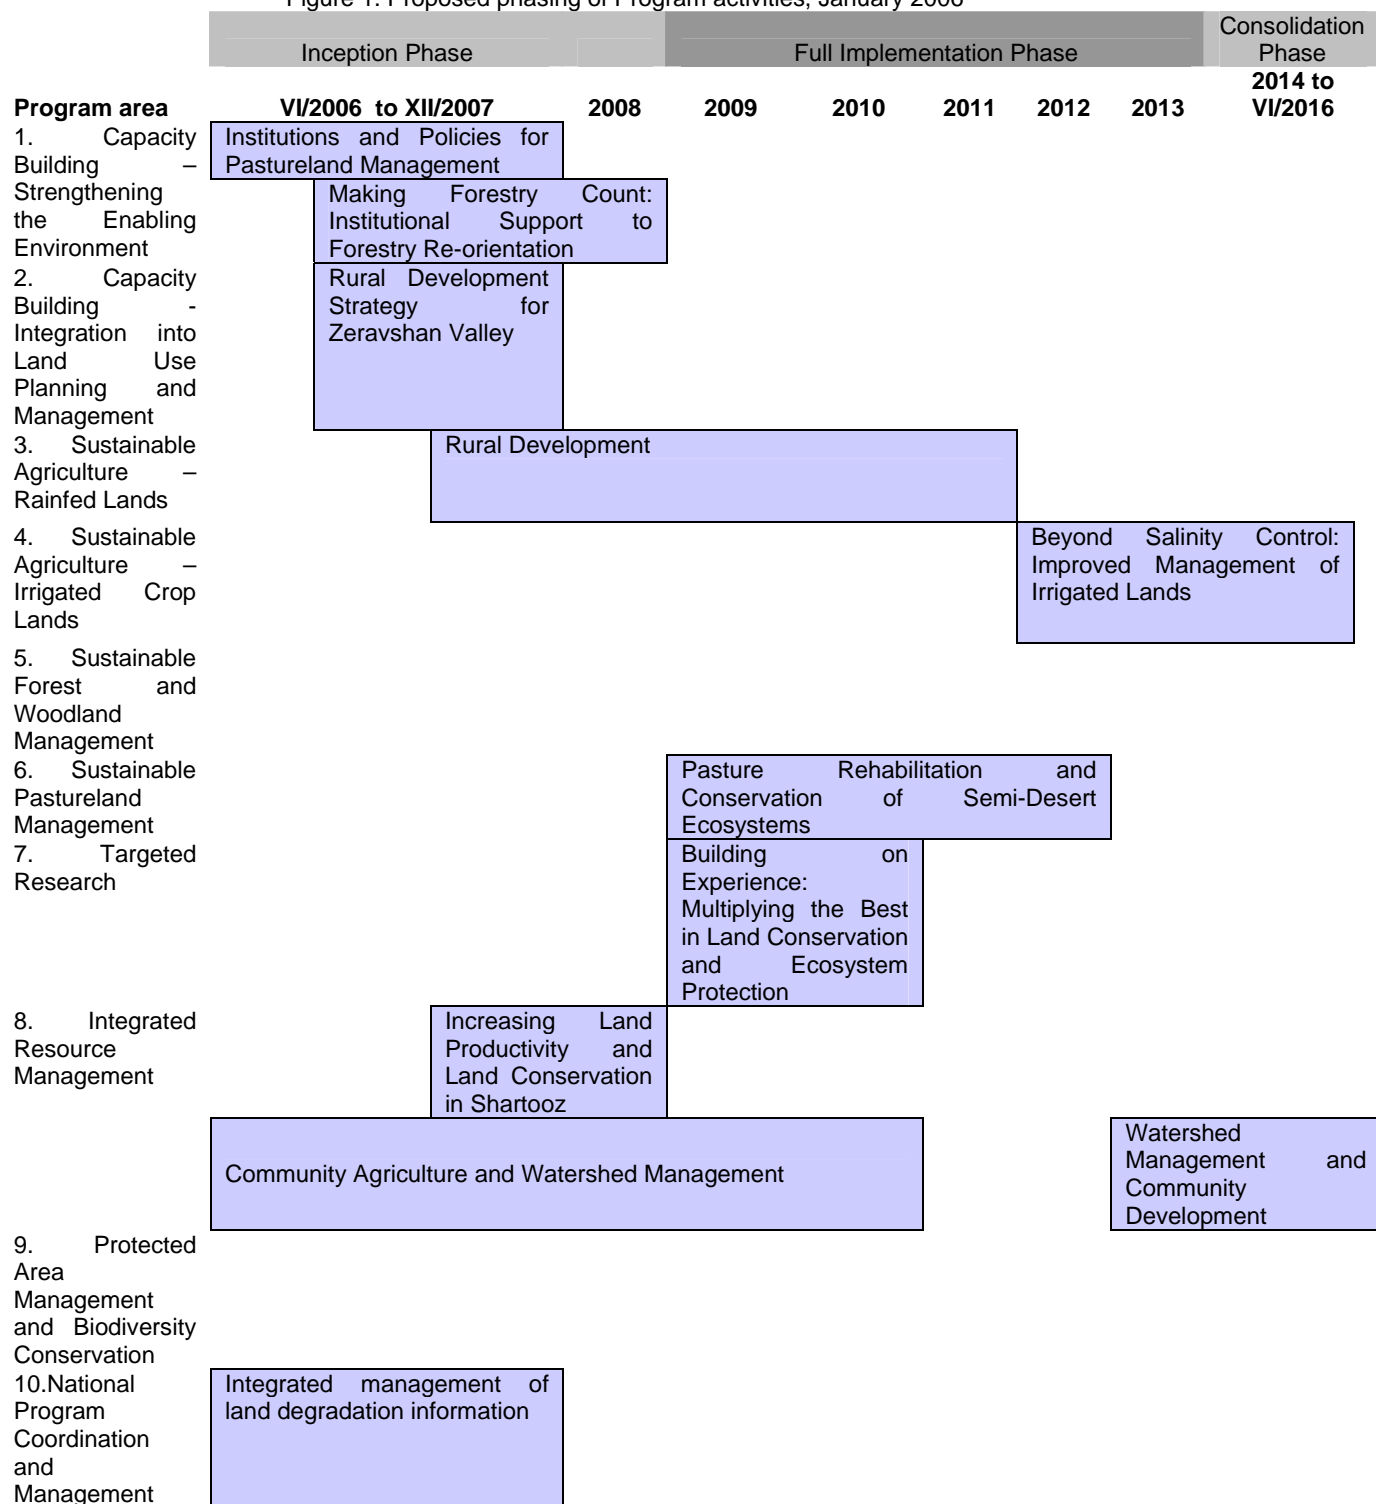 Figure 1: Proposed phasing of Program activities, January 2006
Inception Phase
Full Implementation Phase
Consolidation
Phase
Program area
VI/2006 to XII/2007
2008
2009
2010
2011
2012
2013
2014 to
VI/2016
1. Capacity
Building –
Strengthening
the Enabling
Environment
Institutions and Policies for
Pastureland Management
Making Forestry Count:
Institutional Support to
Forestry Re-orientation
2. Capacity
Building -
Integration into
Land Use
Planning and
Management
Rural Development
Strategy for
Zeravshan Valley
3. Sustainable
Agriculture –
Rainfed Lands
Rural Development
4. Sustainable
Agriculture –
Irrigated Crop
Lands
Beyond Salinity Control:
Improved Management of
Irrigated Lands
5. Sustainable
Forest and
Woodland
Management
6. Sustainable
Pastureland
Management
Pasture Rehabilitation and
Conservation of Semi-Desert
Ecosystems
7. Targeted
Research
Building on
Experience:
Multiplying the Best
in Land Conservation
and Ecosystem
Protection
8. Integrated
Resource
Management
Increasing Land
Productivity and
Land Conservation
in Shartooz
Community Agriculture and Watershed Management
Watershed
Management and
Community
Development
9. Protected
Area
Management
and Biodiversity
Conservation
10.National
Program
Coordination
and
Management
Integrated management of
land degradation information